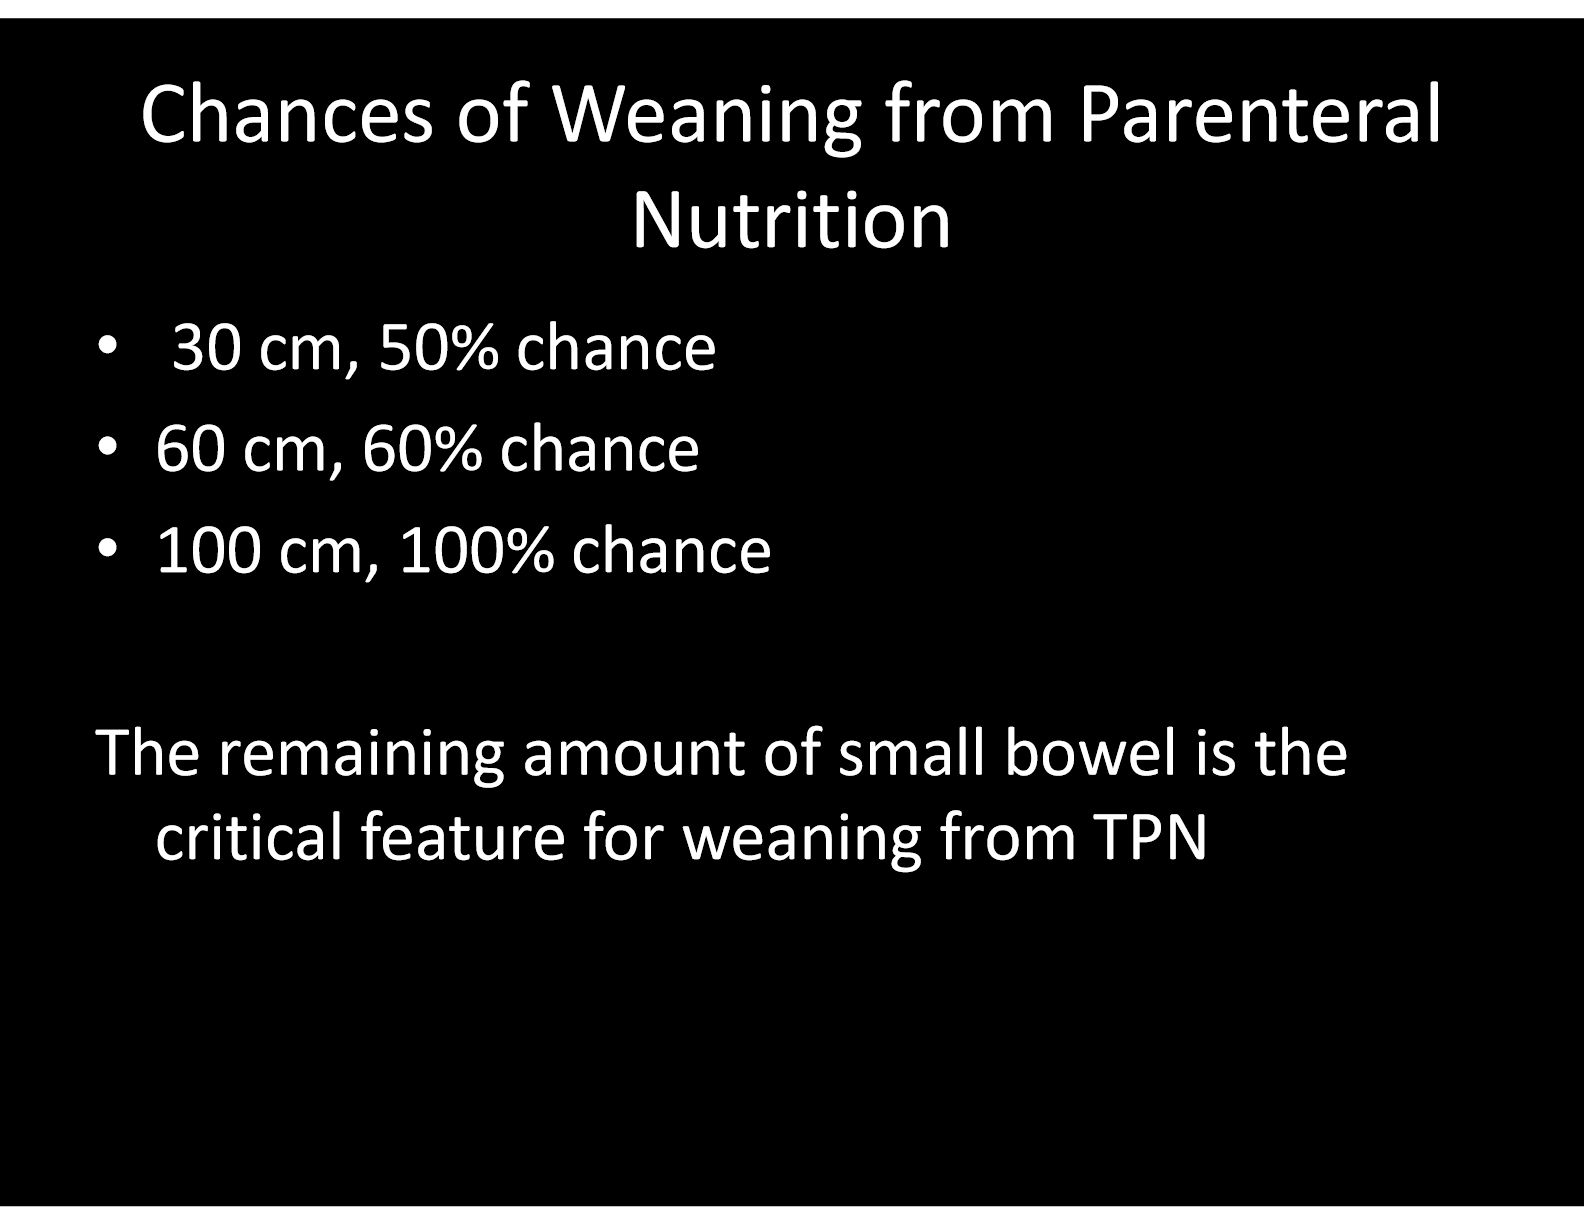 Chances of Weaning from Parenteral
Nutrition
• 30 cm, 50% chance
• 60 cm, 60% chance
• 100 cm, 100% chance
The remaining amount of small bowel is the
critical feature for weaning from TPN